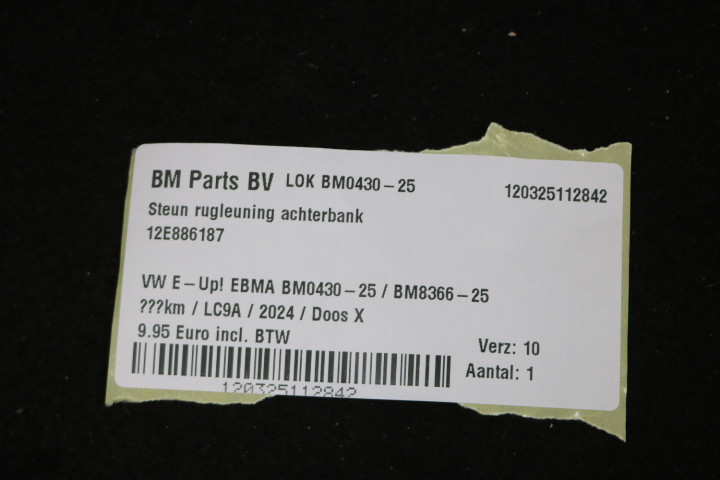 BM Parts BV LOK BM0430-25 120325112842
Steun rugleuning achterbank
12E886187
VW E-Up! EBMA BM0430-25 / BM8366-25
???km / LC9A / 2024 / Doos X
9.95 Euro incl. BTW
Verz: 10
Aantal: 1
120325112842